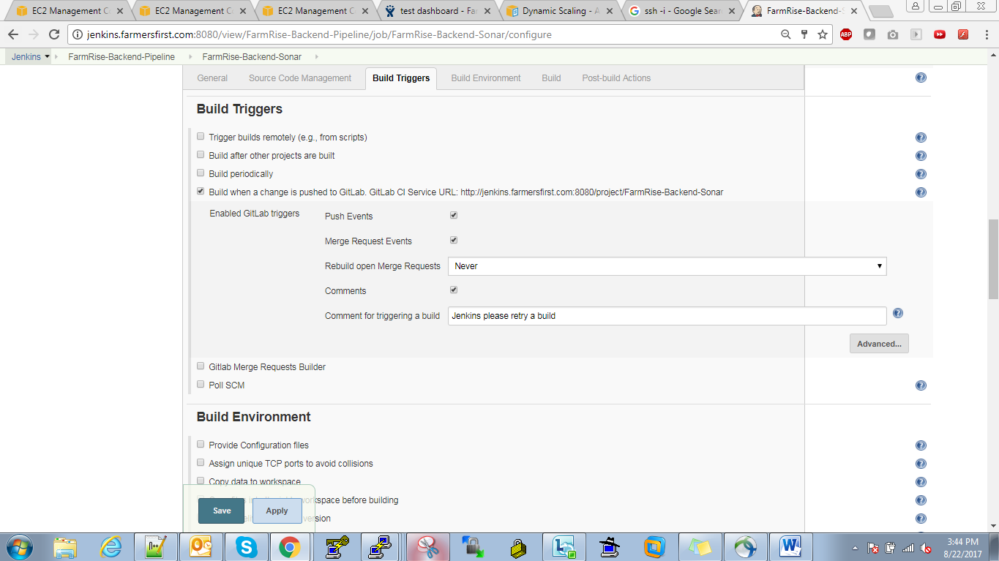 EC2 Management C
EC2 Management C
EC2 Management C
test dashboard - Fa
Dynamic Scaling - A
ssh -i - Google Sear
FarmRise-Backend-S
jenkins.farmersfirst.com:8080/view/FarmRise-Backend-Pipeline/job/FarmRise-Backend-Sonar/configure
ABP
Jenkins FarmRise-Backend-Pipeline FarmRise-Backend-Sonar
General Source Code Management Build Triggers Build Environment Build Post-build Actions
Build Triggers
Trigger builds remotely (e.g., from scripts)
Build after other projects are built
Build periodically
Build when a change is pushed to GitLab. GitLab CI Service URL: http://jenkins.farmersfirst.com:8080/project/FarmRise-Backend-Sonar
Enabled GitLab triggers Push Events
Merge Request Events
Rebuild open Merge Requests Never
Comments
Comment for triggering a build Jenkins please retry a build
Advanced...
Gitlab Merge Requests Builder
Poll SCM
Build Environment
Provide Configuration files
Assign unique TCP ports to avoid collisions
Copy data to workspace
workspace before building
Save Apply
version
3:44 PM
8/22/2017